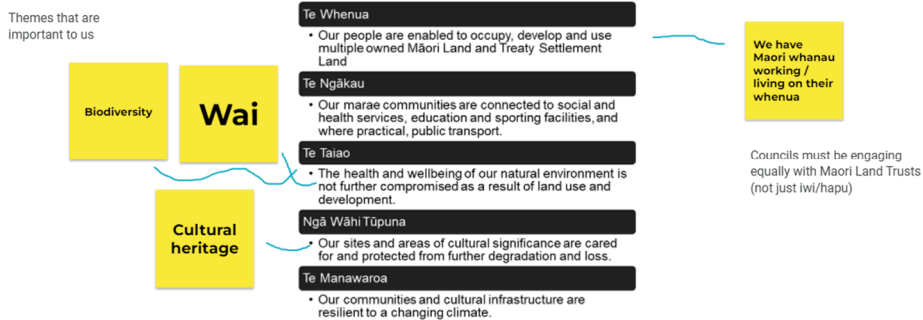 Themes that are
important to us
Biodiversity
Wai
Cultural
heritage
Te Whenua
• Our people are enabled to occupy, develop and use
multiple owned Māori Land and Treaty Settlement
Land
Te Ngākau
• Our marae communities are connected to social and
health services, education and sporting facilities, and
where practical, public transport.
Te Taiao
• The health and wellbeing of our natural environment is
not further compromised as a result of land use and
development.
Ngā Wāhi Tūpuna
• Our sites and areas of cultural significance are cared
for and protected from further degradation and loss.
Te Manawaroa
• Our communities and cultural infrastructure are
resilient to a changing climate.
We have
Maori whanau
working /
living on their
whenua
Councils must be engaging
equally with Maori Land Trusts
(not just iwi/hapu)